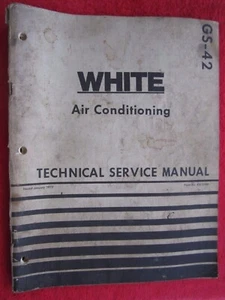 GS-42
WHITE
Air Conditioning
TECHNICAL SERVICE MANUAL